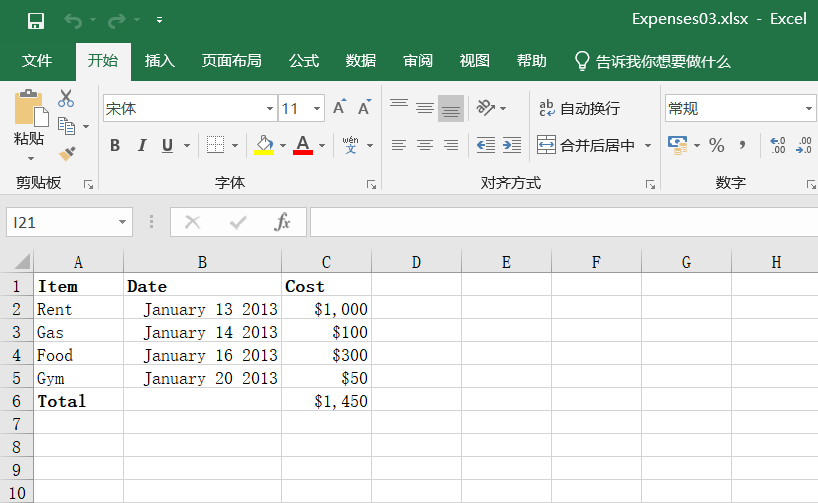 Expenses03.xlsx - Excel
文件 开始 插入 页面布局 公式 数据 审阅 视图 帮助 告诉我你想要做什么
宋体 11 ab 自动换行 常规
粘贴 B I U A wén 文 合并后居中 % , .00 .0
剪贴板 字体 对齐方式 数字
I21 fx
A B C D E F G H
1 Item Date Cost
2 Rent January 13 2013 $1,000
3 Gas January 14 2013 $100
4 Food January 16 2013 $300
5 Gym January 20 2013 $50
6 Total $1,450
7
8
9
10